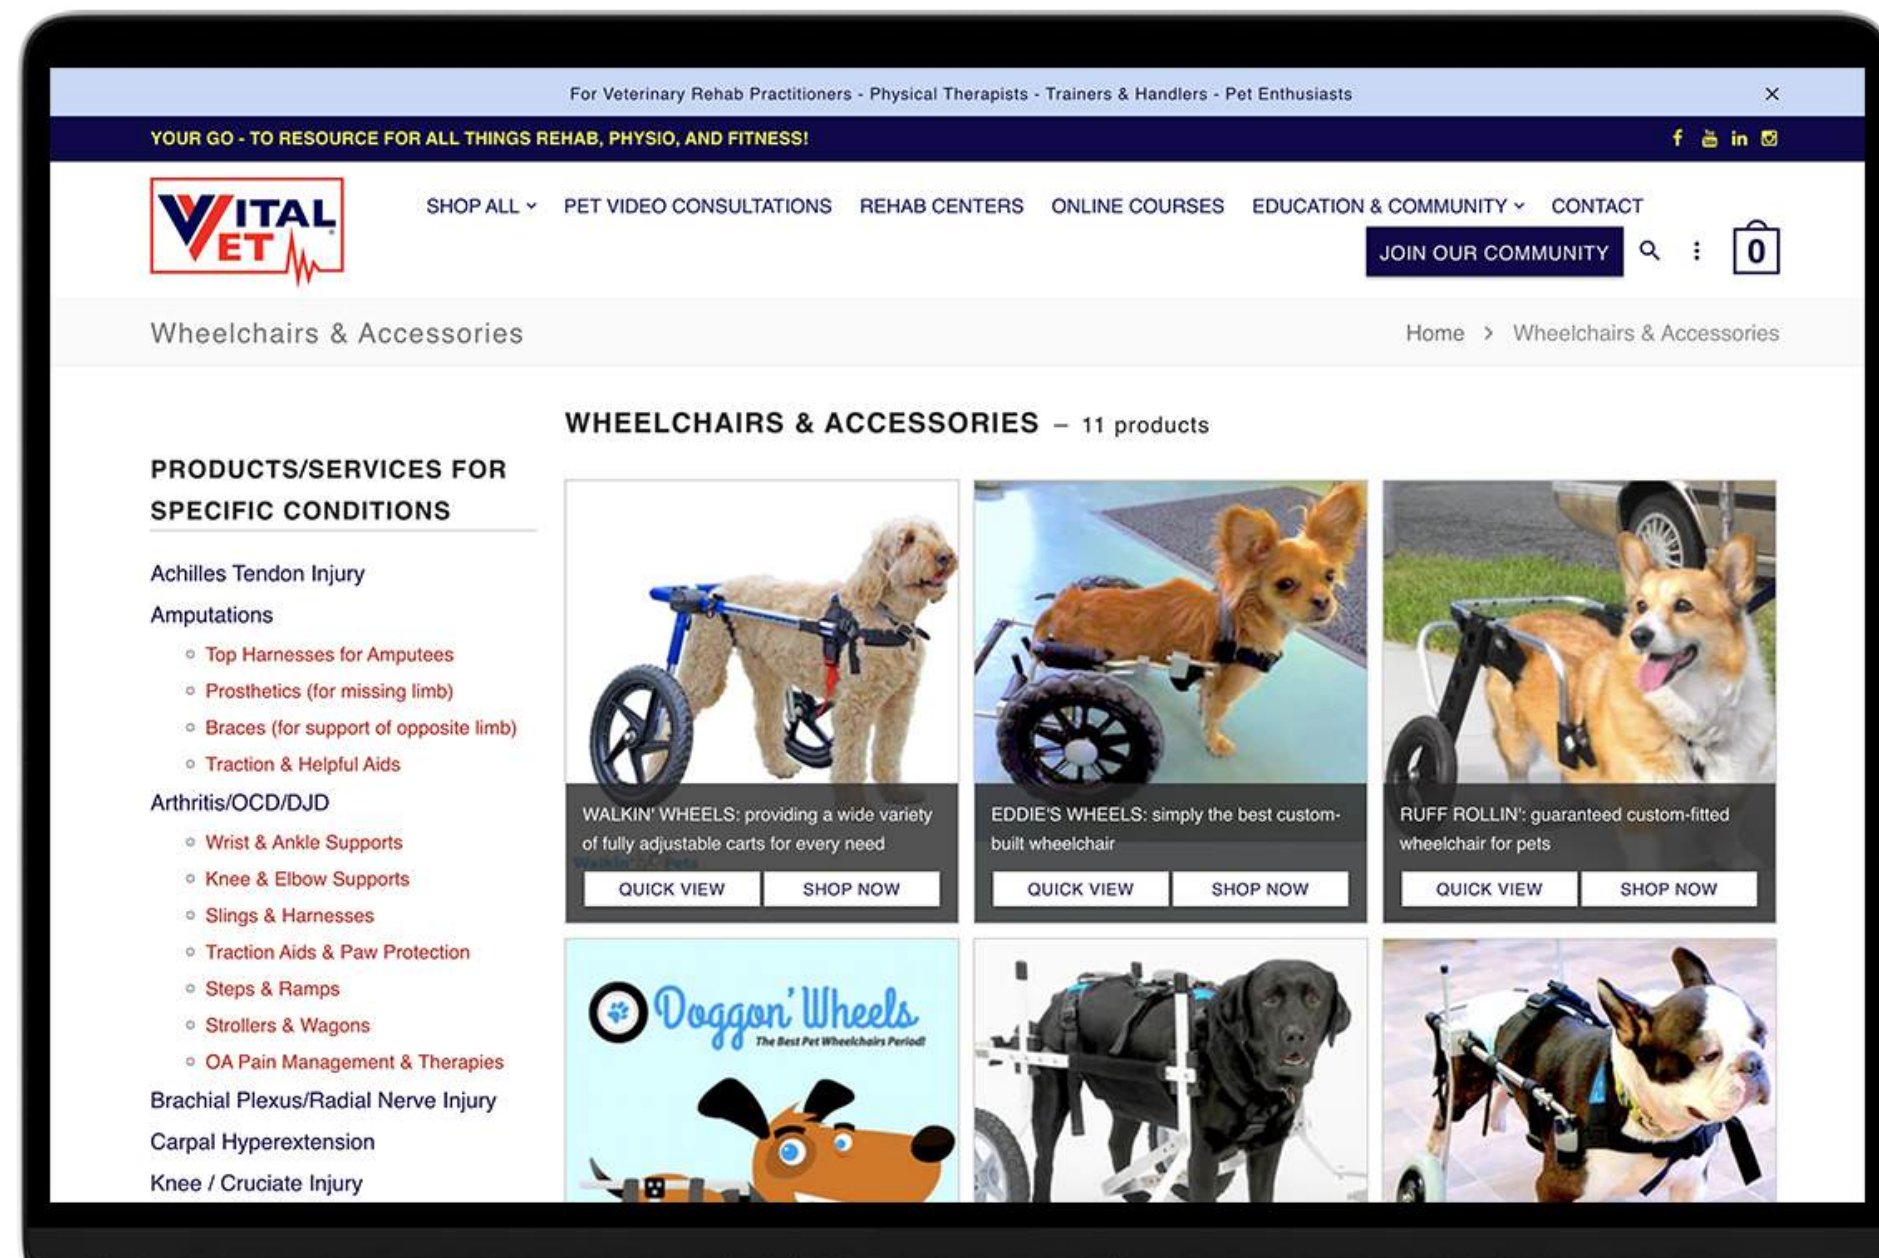 For Veterinary Rehab Practitioners - Physical Therapists - Trainers & Handlers - Pet Enthusiasts
YOUR GO - TO RESOURCE FOR ALL THINGS REHAB, PHYSIO, AND FITNESS!
VITAL
VET
SHOP ALL PET VIDEO CONSULTATIONS REHAB CENTERS ONLINE COURSES EDUCATION & COMMUNITY CONTACT
JOIN OUR COMMUNITY
0
Wheelchairs & Accessories
Home > Wheelchairs & Accessories
PRODUCTS/SERVICES FOR
SPECIFIC CONDITIONS
Achilles Tendon Injury
Amputations
Top Harnesses for Amputees
Prosthetics (for missing limb)
Braces (for support of opposite limb)
Traction & Helpful Aids
Arthritis/OCD/DJD
Wrist & Ankle Supports
Knee & Elbow Supports
Slings & Harnesses
Traction Aids & Paw Protection
Steps & Ramps
Strollers & Wagons
OA Pain Management & Therapies
Brachial Plexus/Radial Nerve Injury
Carpal Hyperextension
Knee / Cruciate Injury
WHEELCHAIRS & ACCESSORIES – 11 products
WALKIN' WHEELS: providing a wide variety
of fully adjustable carts for every need
Walkin' Pets
QUICK VIEW SHOP NOW
EDDIE'S WHEELS: simply the best custom-
built wheelchair
QUICK VIEW SHOP NOW
RUFF ROLLIN': guaranteed custom-fitted
wheelchair for pets
QUICK VIEW SHOP NOW
Doggon' Wheels
The Best Pet Wheelchairs Period!